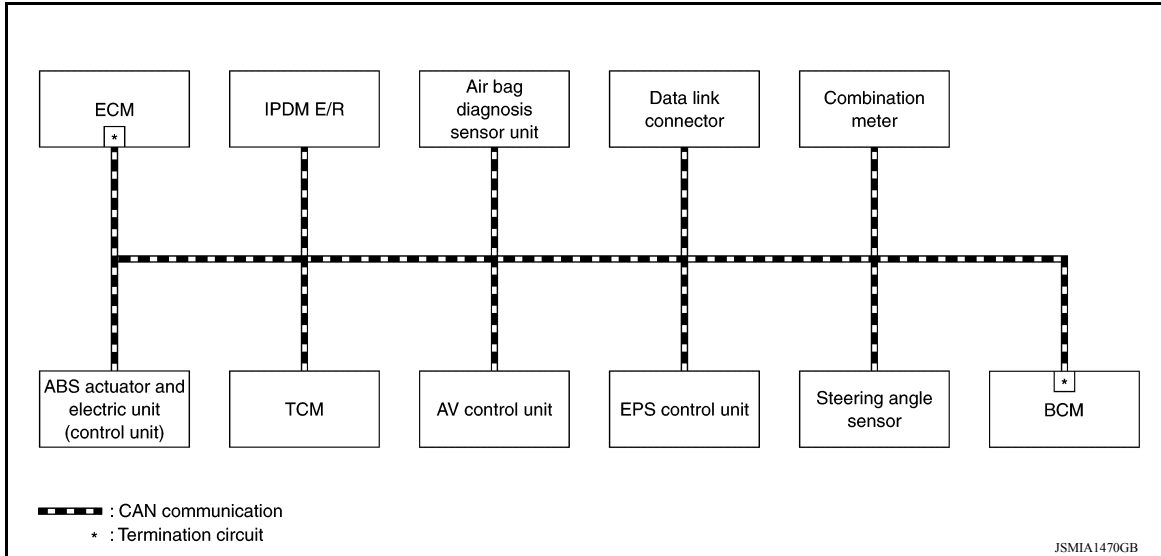 ECM
*
IPDM E/R
Air bag
diagnosis
sensor unit
Data link
connector
Combination
meter
ABS actuator and
electric unit
(control unit)
TCM
AV control unit
EPS control unit
Steering angle
sensor
*
BCM
: CAN communication
* : Termination circuit
JSMIA1470GB